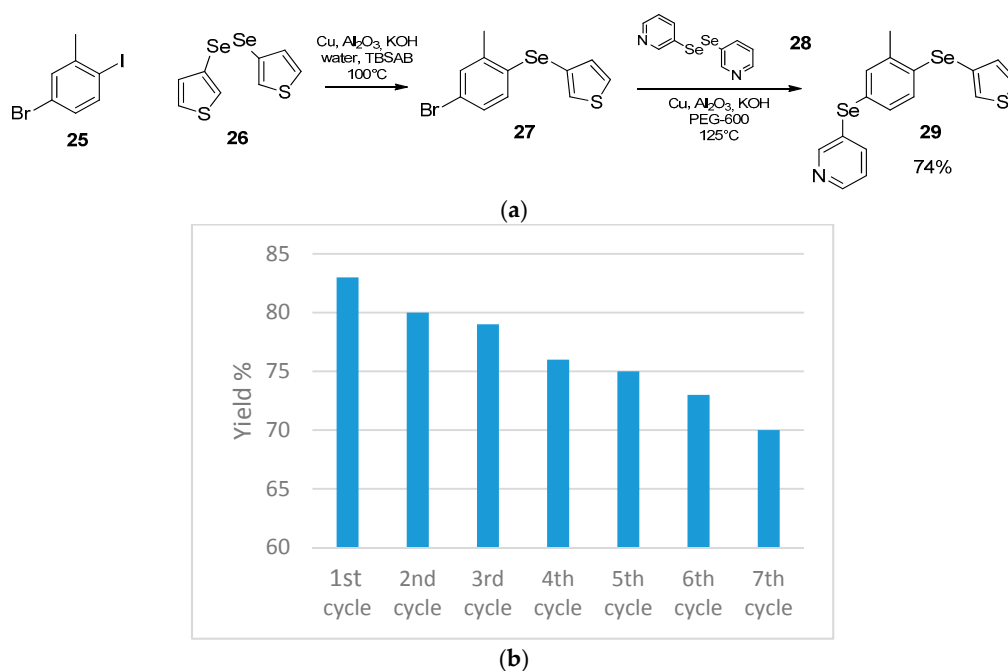 Se Se
I
Br
25
S
26
S
Cu, Al₂O₃, KOH
water, TBSAB
100°C
Se
Br
S
27
N
Se Se
N
28
Cu, Al₂O₃, KOH
PEG-600
125°C
Se
S
Se
N
29
74%
(a)
Yield %
85
80
75
70
65
60
1st cycle
2nd cycle
3rd cycle
4th cycle
5th cycle
6th cycle
7th cycle
(b)